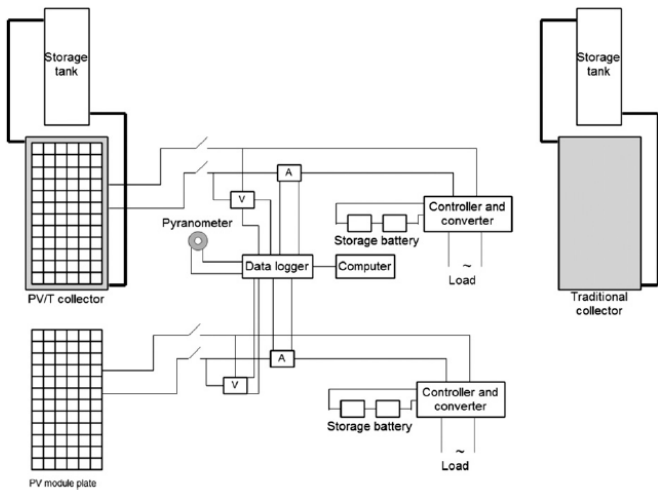 Storage
tank
Storage
tank
A
V
Controller and
converter
Pyranometer
Storage battery
Data logger
Computer
~
Load
PV/T collector
Traditional
collector
A
V
Controller and
converter
Storage battery
~
Load
PV module plate